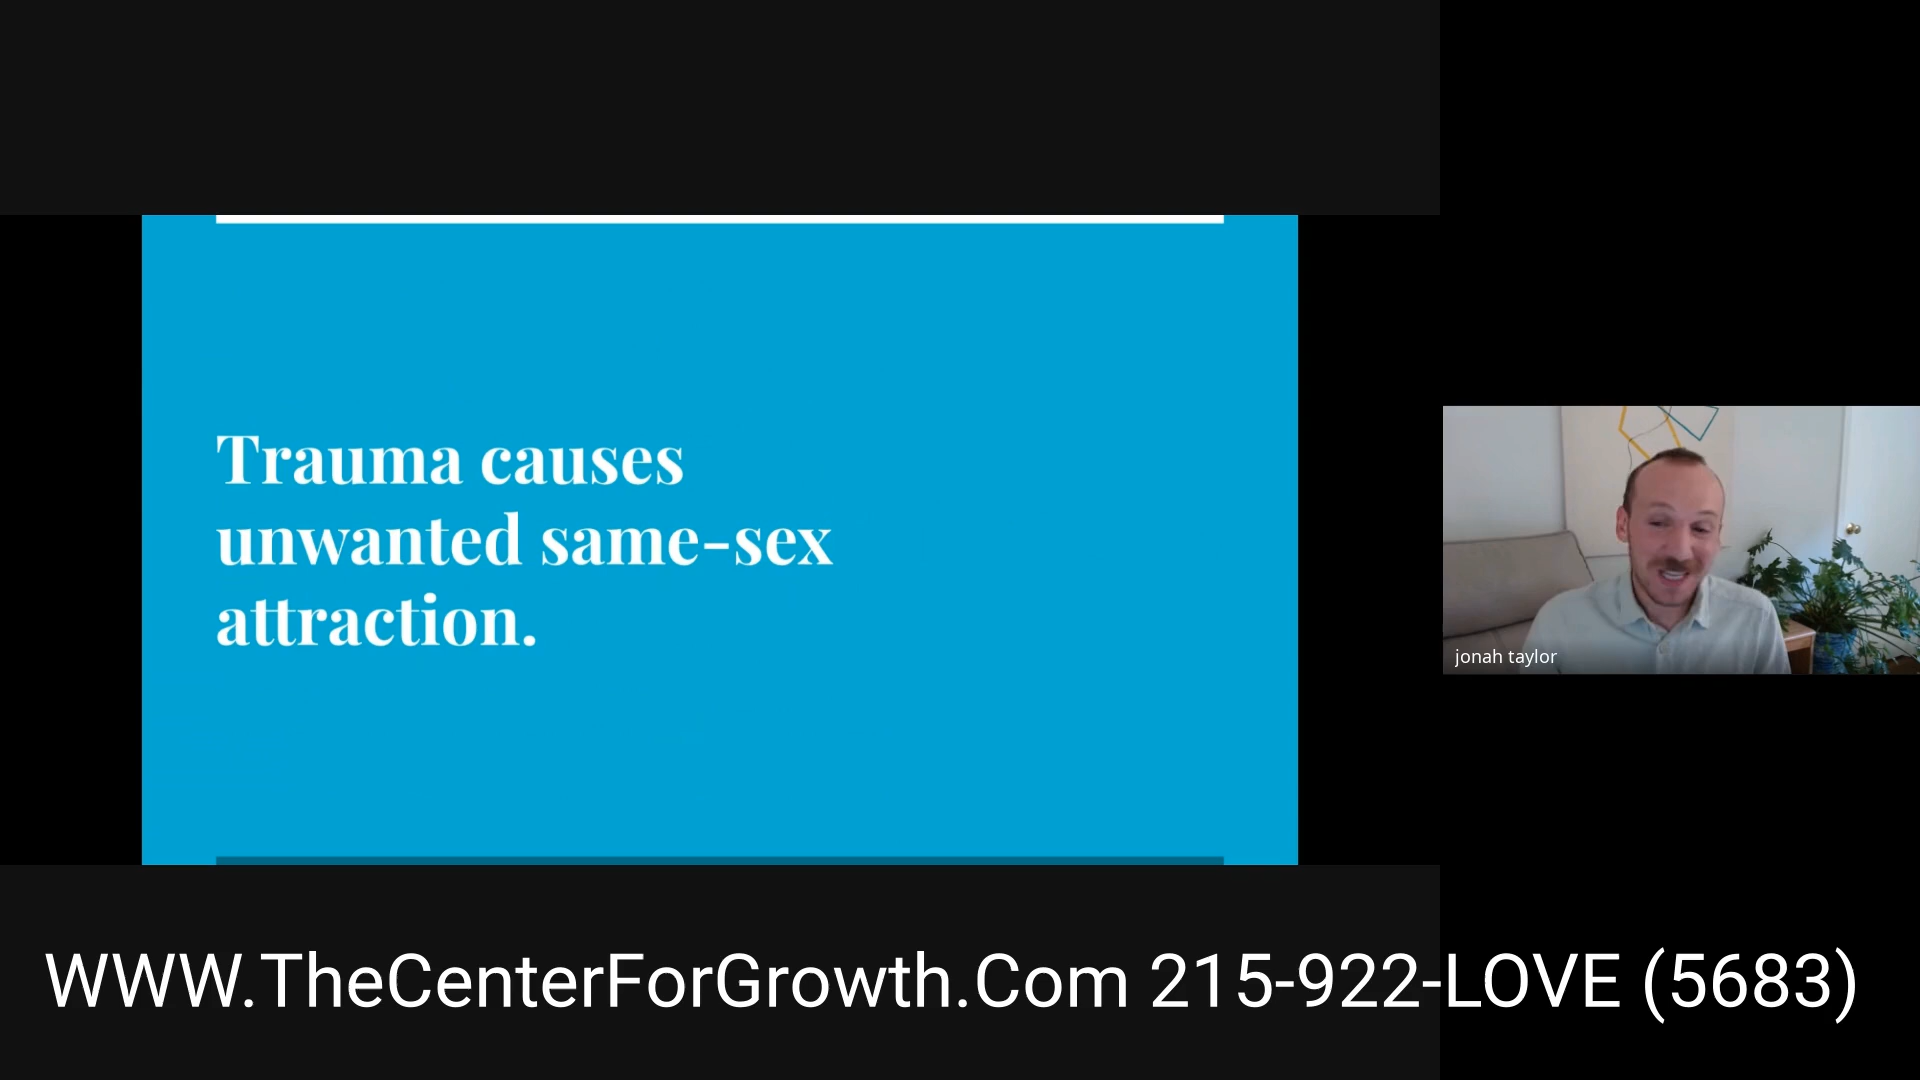 Trauma causes
unwanted same-sex
attraction.
jonah taylor
WWW.TheCenterForGrowth.Com 215-922-LOVE (5683)